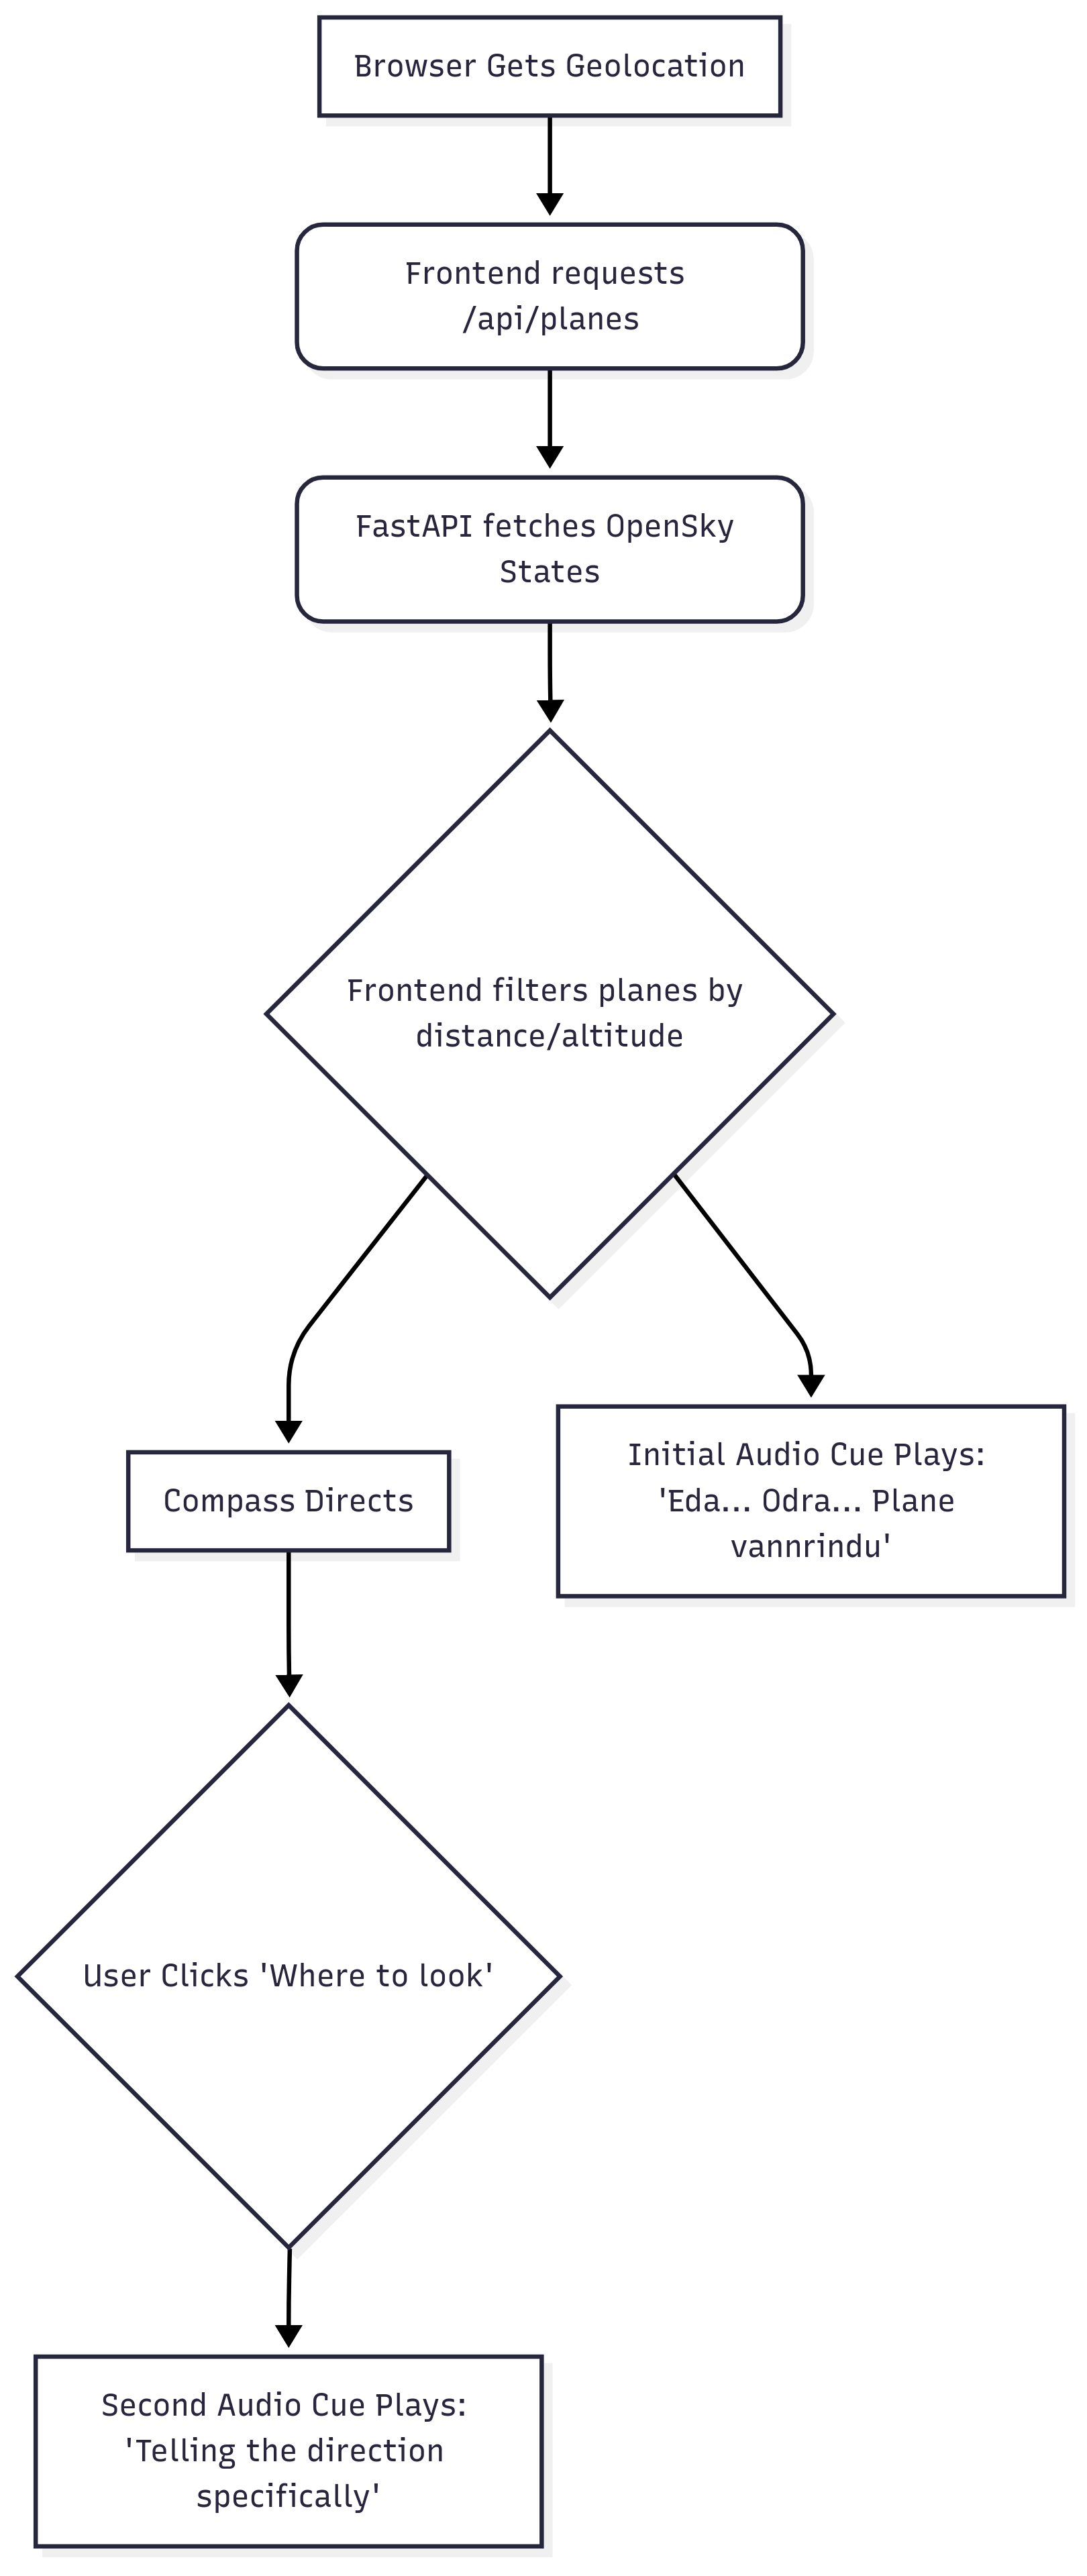 Browser Gets Geolocation
Frontend requests
/api/planes
FastAPI fetches OpenSky
States
Frontend filters planes by
distance/altitude
Compass Directs
Initial Audio Cue Plays:
'Eda... Odra... Plane
vannrindu'
User Clicks 'Where to look'
Second Audio Cue Plays:
'Telling the direction
specifically'